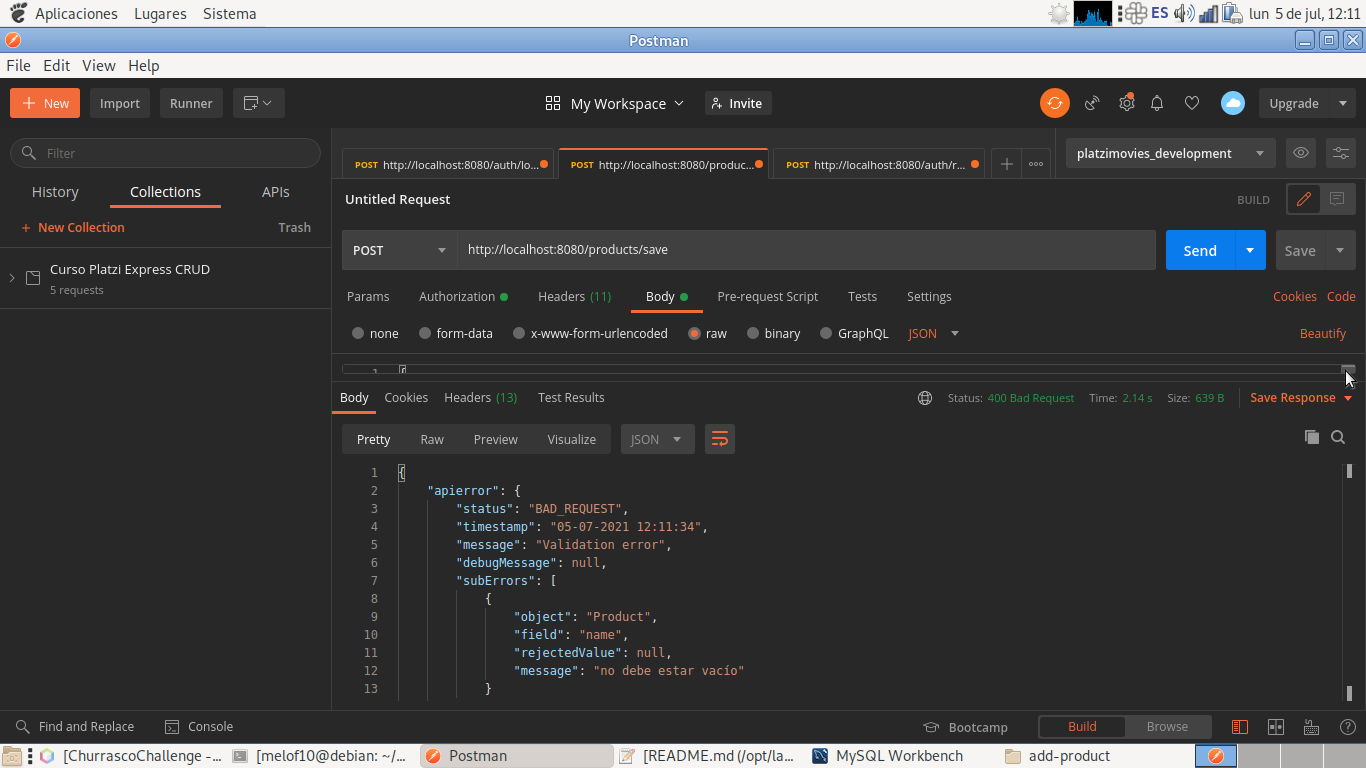 Aplicaciones Lugares Sistema ES lun 5 de jul, 12:11
Postman
File Edit View Help
+ New Import Runner My Workspace Invite Upgrade
Filter
POST http://localhost:8080/auth/lo... POST http://localhost:8080/produc... POST http://localhost:8080/auth/r... + ••• platzimovies_development
History Collections APIs
Untitled Request BUILD
+ New Collection Trash
POST http://localhost:8080/products/save Send Save
Curso Platzi Express CRUD
5 requests
Params Authorization Headers (11) Body Pre-request Script Tests Settings Cookies Code
none form-data x-www-form-urlencoded raw binary GraphQL JSON Beautify
1 {
Body Cookies Headers (13) Test Results Status: 400 Bad Request Time: 2.14 s Size: 639 B Save Response
Pretty Raw Preview Visualize JSON
1 {
2 "apierror": {
3 "status": "BAD_REQUEST",
4 "timestamp": "05-07-2021 12:11:34",
5 "message": "Validation error",
6 "debugMessage": null,
7 "subErrors": [
8 {
9 "object": "Product",
10 "field": "name",
11 "rejectedValue": null,
12 "message": "no debe estar vacío"
13 }
Find and Replace Console Bootcamp Build Browse
[ChurrascoChallenge -... [melof10@debian: ~/... Postman [README.md (/opt/la... MySQL Workbench add-product